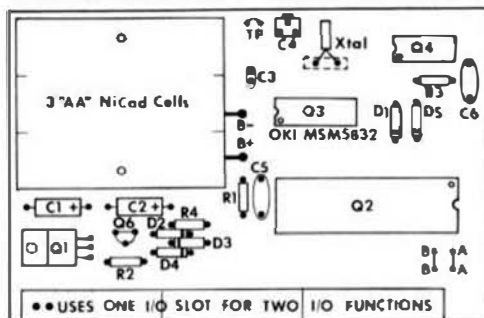 TP
C4
Xtal
Q4
3"AA" NiCad Cells
C3
R3
C6
B-
Q3
D1
D5
OKI MSM5832
B+
C5
R1
Q2
C1 +
C2 +
R4
Q6
D2
Q1
D3
D4
R2
B A
B A
••USES ONE I/O SLOT FOR TWO I/O FUNCTIONS